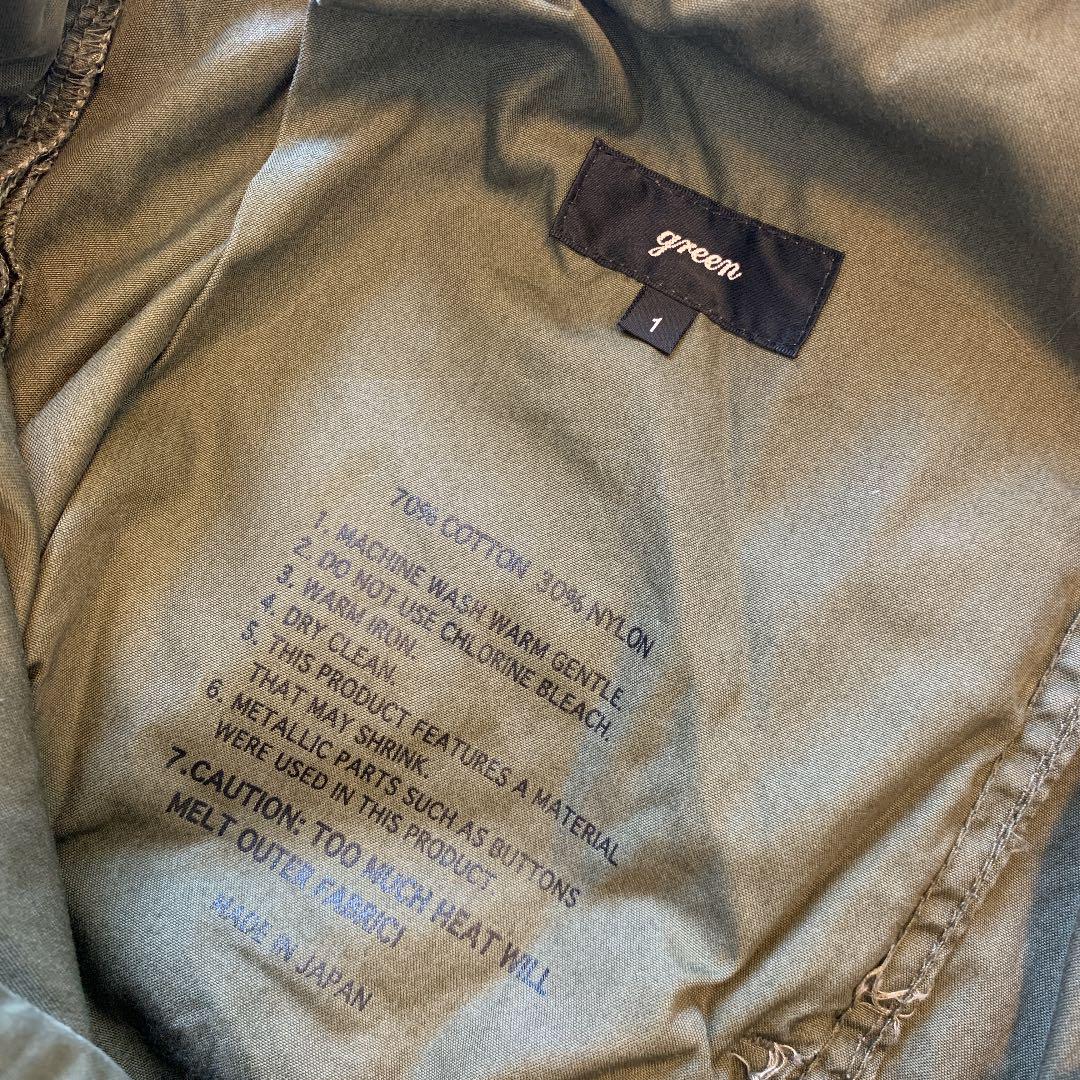 green
1
70% COTTON 30% NYLON
1. MACHINE WASH WARM GENTLE.
2. DO NOT USE CHLORINE BLEACH.
3. WARM IRON.
4. DRY CLEAN.
5. THIS PRODUCT FEATURES A MATERIAL
THAT MAY SHRINK.
6. METALLIC PARTS SUCH AS BUTTONS
WERE USED IN THIS PRODUCT.
7.CAUTION: TOO MUCH HEAT WILL
MELT OUTER FABRIC!
MADE IN JAPAN